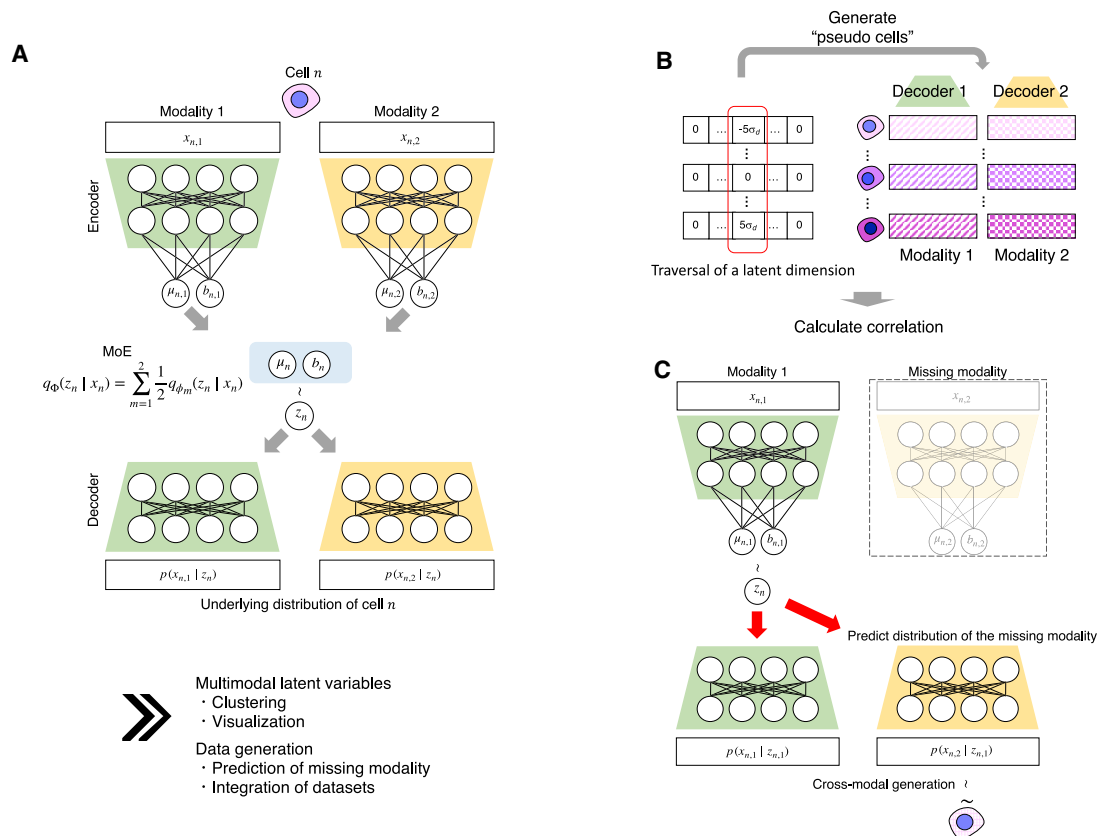 A
Cell n
Modality 1
Modality 2
x_{n,1}
x_{n,2}
Encoder
μ_{n,1} b_{n,1}
μ_{n,2} b_{n,2}
MoE
q_Φ(z_n | x_n) = \sum_{m=1}^{2} \frac{1}{2} q_{ϕ_m}(z_n | x_n)
μ_n b_n
~
z_n
Decoder
p(x_{n,1} | z_n)
p(x_{n,2} | z_n)
Underlying distribution of cell n
Multimodal latent variables
・Clustering
・Visualization
Data generation
・Prediction of missing modality
・Integration of datasets
B
Generate
“pseudo cells”
Decoder 1
Decoder 2
0 … -5σ_d … 0
⋮
0 … 0 … 0
⋮
0 … 5σ_d … 0
⋮ ⋮
⋮ ⋮
Modality 1
Modality 2
Traversal of a latent dimension
Calculate correlation
C
Modality 1
Missing modality
x_{n,1}
x_{n,2}
μ_{n,1} b_{n,1}
μ_{n,2} b_{n,2}
~
z_n
Predict distribution of the missing modality
p(x_{n,1} | z_{n,1})
p(x_{n,2} | z_{n,1})
Cross-modal generation ~
~